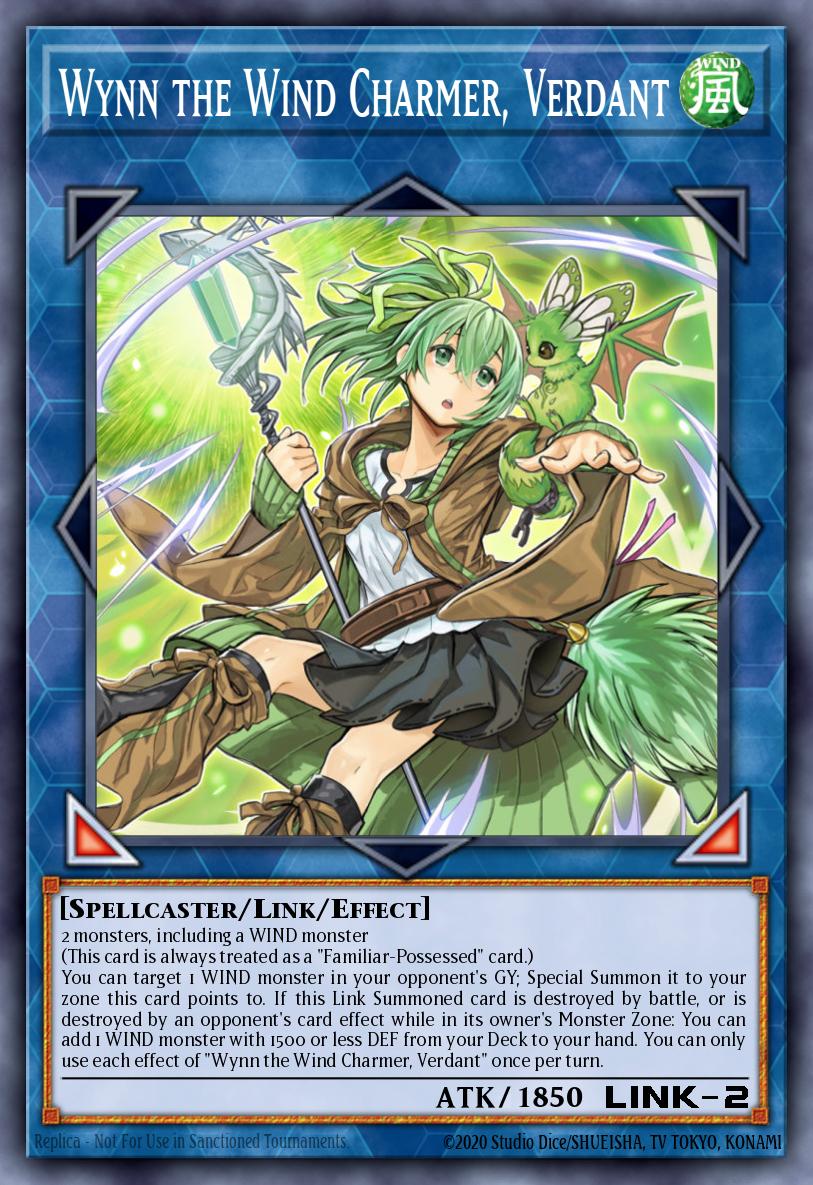 Wynn the Wind Charmer, Verdant
WIND
風
[Spellcaster/Link/Effect]
2 monsters, including a WIND monster
(This card is always treated as a "Familiar-Possessed" card.)
You can target 1 WIND monster in your opponent's GY; Special Summon it to your
zone this card points to. If this Link Summoned card is destroyed by battle, or is
destroyed by an opponent's card effect while in its owner's Monster Zone: You can
add 1 WIND monster with 1500 or less DEF from your Deck to your hand. You can only
use each effect of "Wynn the Wind Charmer, Verdant" once per turn.
ATK/1850 LINK-2
Replica - Not For Use in Sanctioned Tournaments. ©2020 Studio Dice/SHUEISHA, TV TOKYO, KONAMI